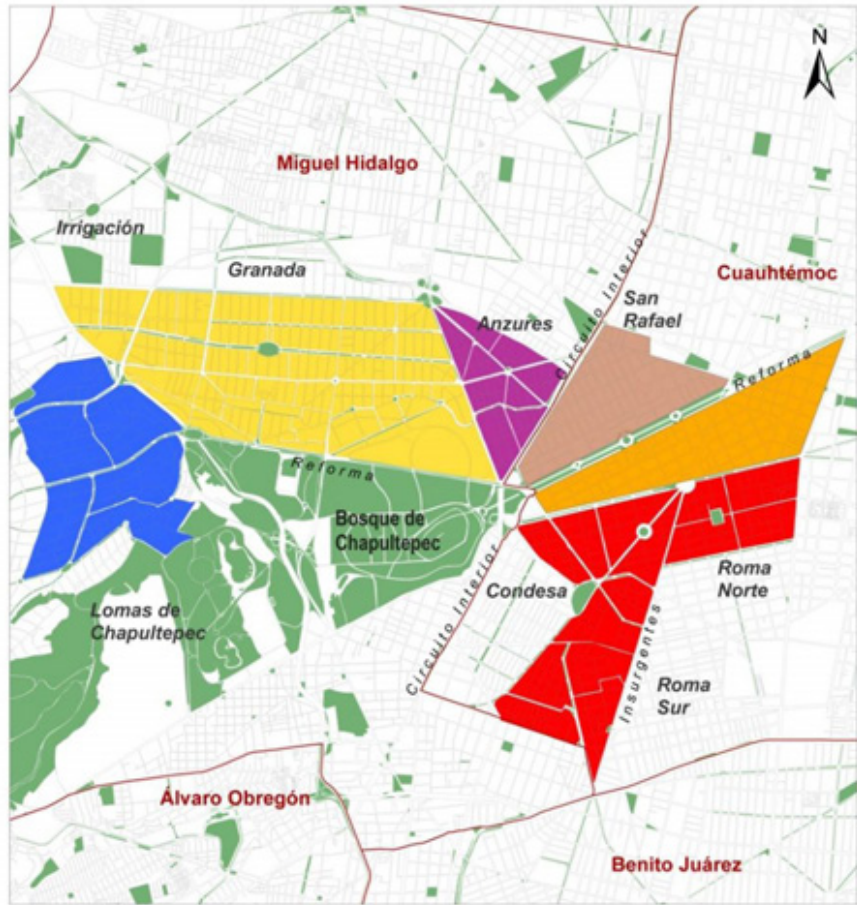 N
Miguel Hidalgo
Irrigación
Granada
Cuauhtémoc
Anzures
Circuito Interior
San
Rafael
Reforma
Reforma
Bosque de
Chapultepec
Lomas de
Chapultepec
Condesa
Roma
Norte
Circuito Interior
Insurgentes
Roma
Sur
Álvaro Obregón
Benito Juárez